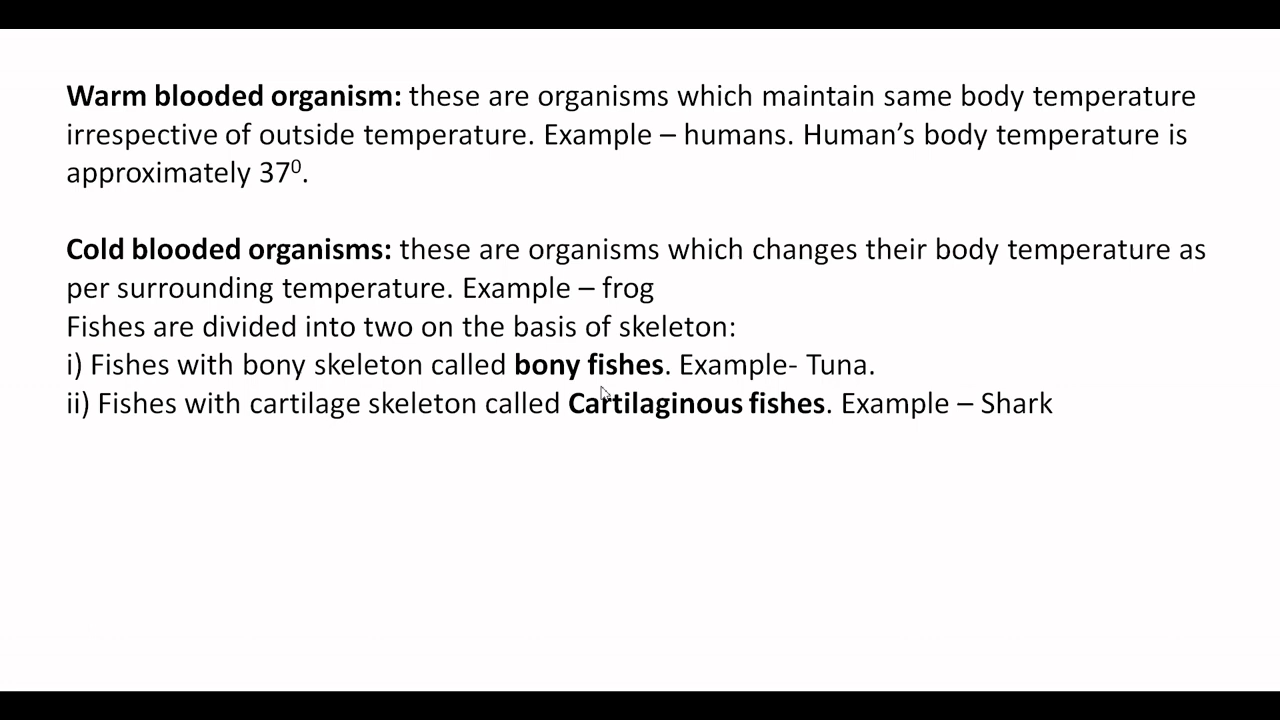 Warm blooded organism: these are organisms which maintain same body temperature
irrespective of outside temperature. Example – humans. Human’s body temperature is
approximately 37⁰.
Cold blooded organisms: these are organisms which changes their body temperature as
per surrounding temperature. Example – frog
Fishes are divided into two on the basis of skeleton:
i) Fishes with bony skeleton called bony fishes. Example- Tuna.
ii) Fishes with cartilage skeleton called Cartilaginous fishes. Example – Shark